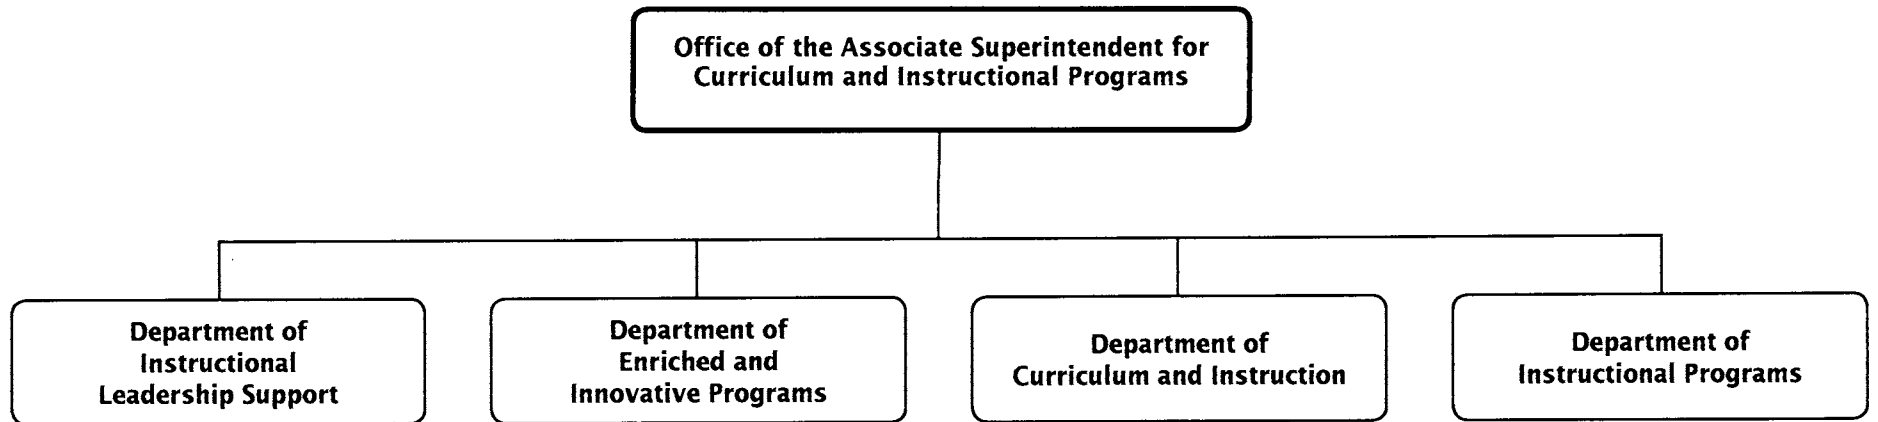 Office of the Associate Superintendent for
Curriculum and Instructional Programs
Department of
Instructional
Leadership Support
Department of
Enriched and
Innovative Programs
Department of
Curriculum and Instruction
Department of
Instructional Programs